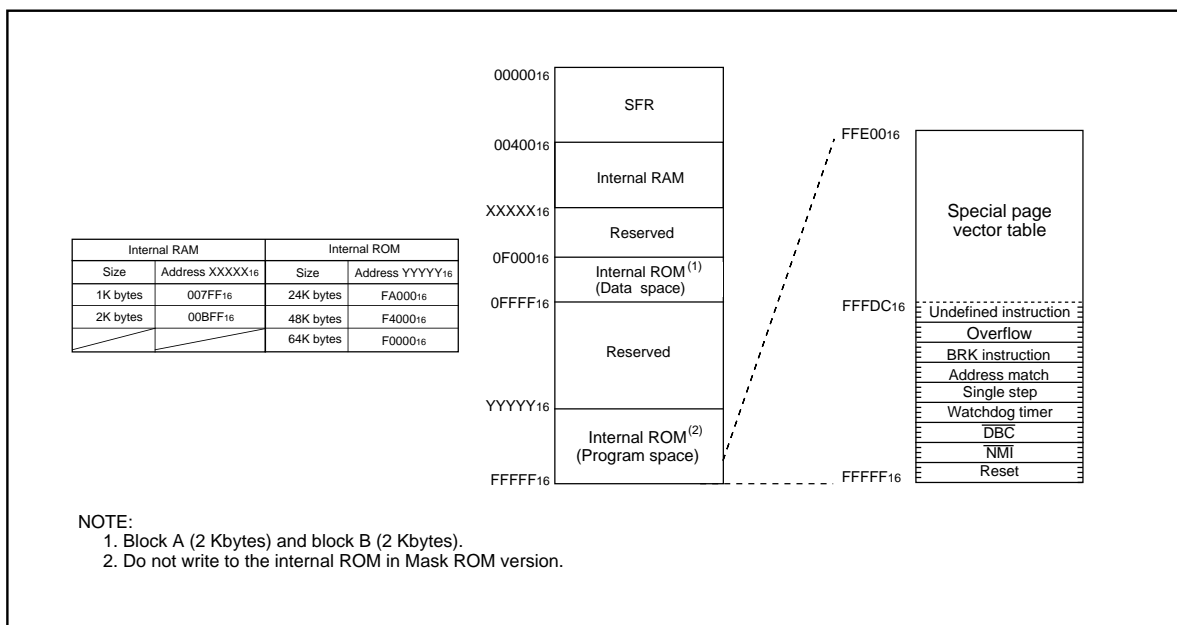 Internal RAM Internal ROM
Size Address XXXXX16 Size Address YYYYY16
1K bytes 007FF16 24K bytes FA00016
2K bytes 00BFF16 48K bytes F400016
64K bytes F000016
0000016
SFR
0040016
Internal RAM
XXXXX16
Reserved
0F00016
Internal ROM(1)
(Data space)
0FFFF16
Reserved
YYYYY16
Internal ROM(2)
(Program space)
FFFFF16
FFE0016
Special page
vector table
FFFDC16
Undefined instruction
Overflow
BRK instruction
Address match
Single step
Watchdog timer
DBC
NMI
Reset
FFFFF16
NOTE:
1. Block A (2 Kbytes) and block B (2 Kbytes).
2. Do not write to the internal ROM in Mask ROM version.